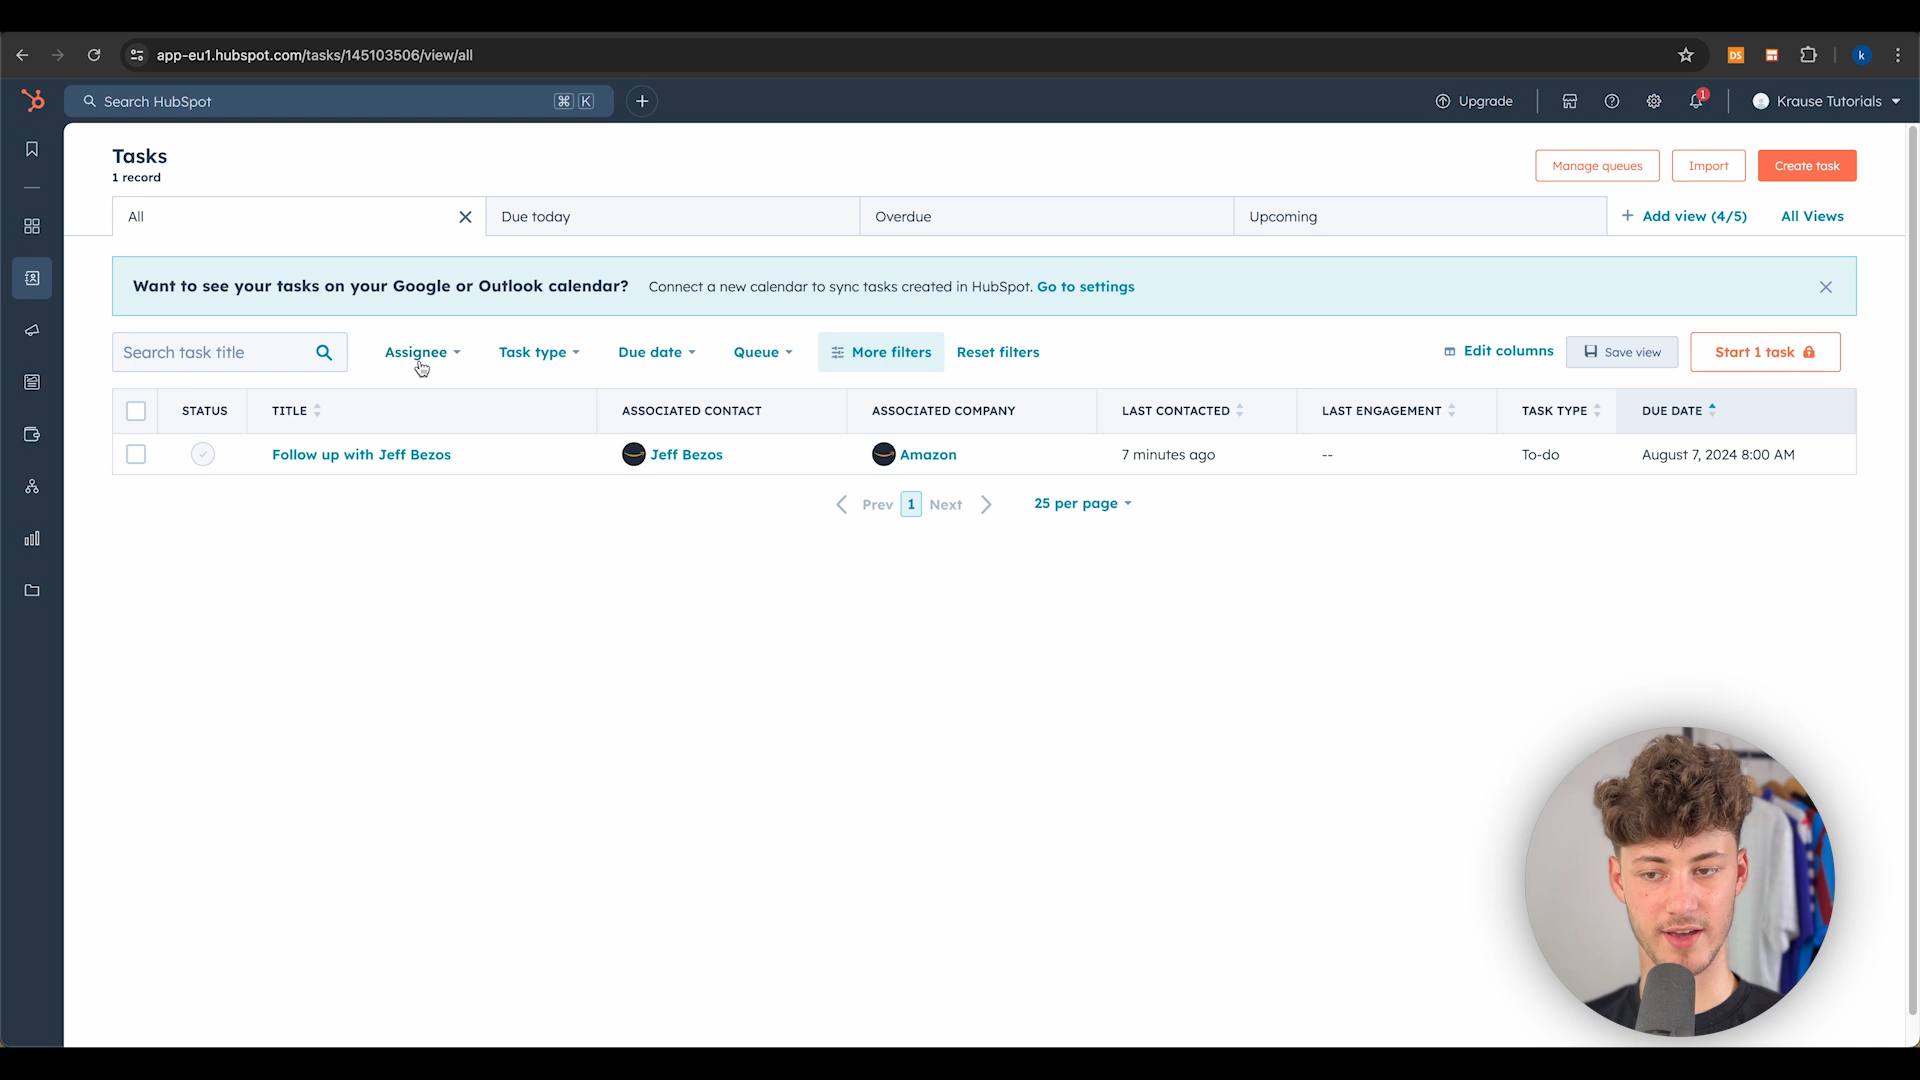 app-eu1.hubspot.com/tasks/145103506/view/all
DS
k
Search HubSpot ⌘ K
Upgrade
1
Krause Tutorials
Tasks
1 record
Manage queues
Import
Create task
All
Due today
Overdue
Upcoming
+ Add view (4/5)
All Views
Want to see your tasks on your Google or Outlook calendar? Connect a new calendar to sync tasks created in HubSpot. Go to settings
Search task title
Assignee
Task type
Due date
Queue
More filters
Reset filters
Edit columns
Save view
Start 1 task
STATUS TITLE ASSOCIATED CONTACT ASSOCIATED COMPANY LAST CONTACTED LAST ENGAGEMENT TASK TYPE DUE DATE
Follow up with Jeff Bezos Jeff Bezos Amazon 7 minutes ago -- To-do August 7, 2024 8:00 AM
Prev 1 Next 25 per page